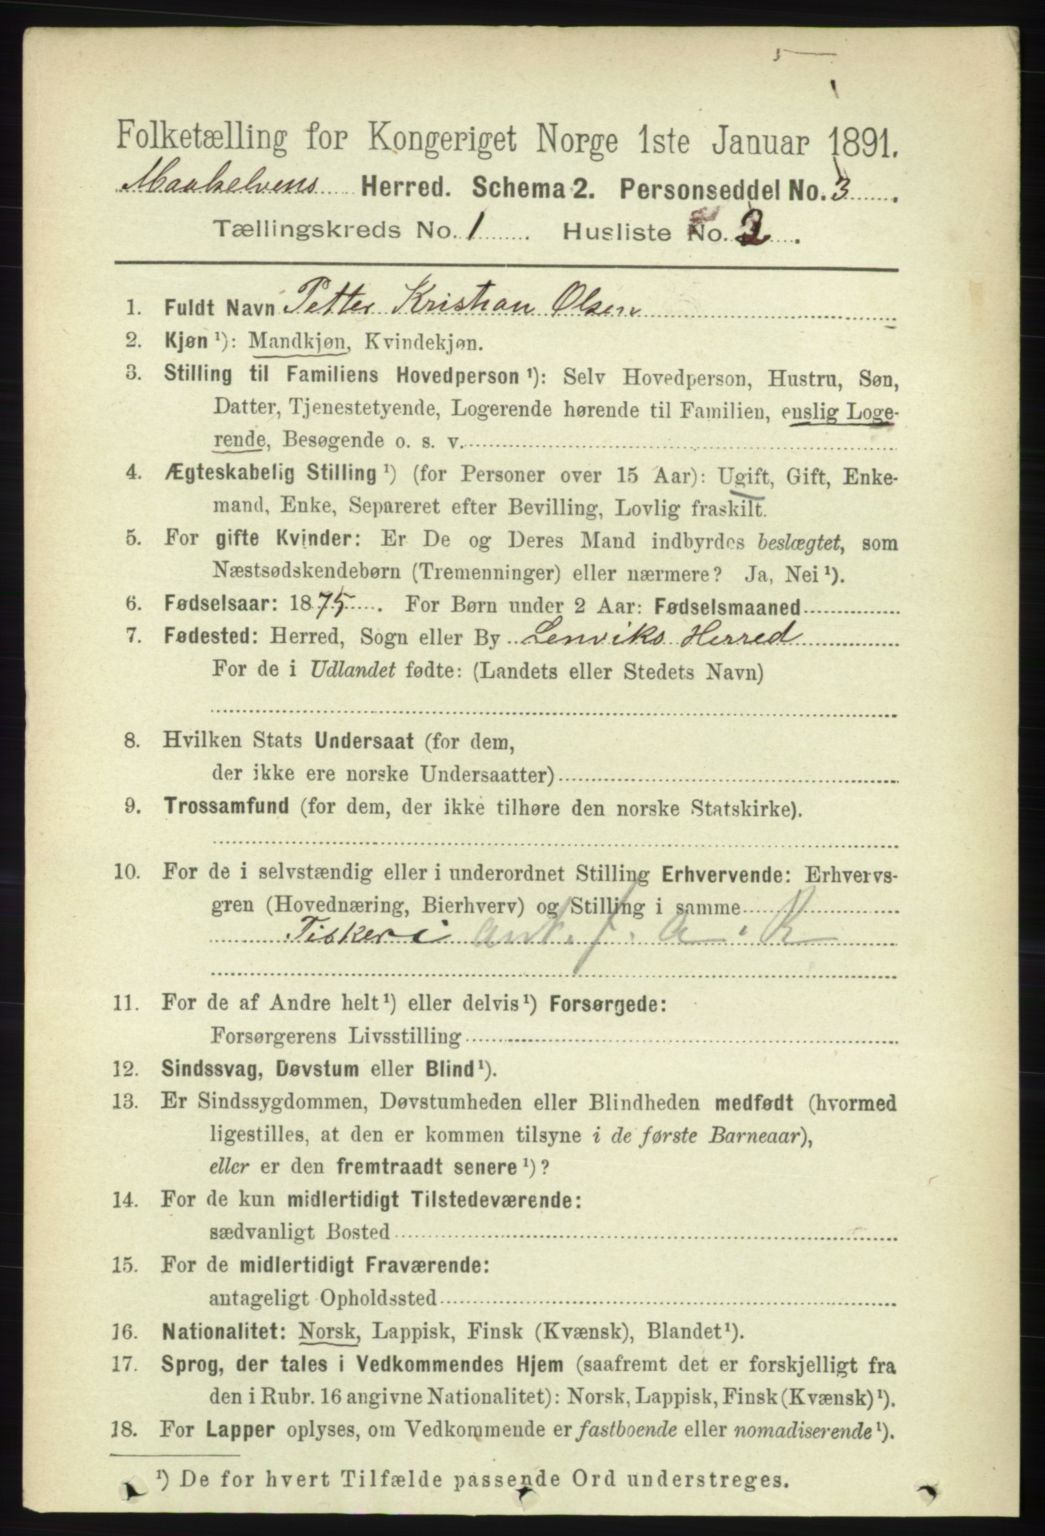 Folketælling for Kongeriget Norge 1ste Januar 1891.
Maalselvens Herred. Schema 2. Personseddel No. 3.
Tællingskreds No. 1. Husliste No. 2.
1. Fuldt Navn Petter Kristian Olsen
2. Kjøn ¹): Mandkjøn, Kvindekjøn.
3. Stilling til Familiens Hovedperson ¹): Selv Hovedperson, Hustru, Søn,
Datter, Tjenestetyende, Logerende hørende til Familien, enslig Loge-
rende, Besøgende o. s. v.
4. Ægteskabelig Stilling ¹) (for Personer over 15 Aar): Ugift, Gift, Enke-
mand, Enke, Separeret efter Bevilling, Lovlig fraskilt.
5. For gifte Kvinder: Er De og Deres Mand indbyrdes beslægtet, som
Næstsødskendebørn (Tremenninger) eller nærmere? Ja, Nei ¹).
6. Fødselsaar: 1875. For Børn under 2 Aar: Fødselsmaaned
7. Fødested: Herred, Sogn eller By Lenviks Herred
For de i Udlandet fødte: (Landets eller Stedets Navn)
8. Hvilken Stats Undersaat (for dem,
der ikke ere norske Undersaatter)
9. Trossamfund (for dem, der ikke tilhøre den norske Statskirke).
10. For de i selvstændig eller i underordnet Stilling Erhvervende: Erhvervs-
gren (Hovednæring, Bierhverv) og Stilling i samme
Fiskeri
11. For de af Andre helt ¹) eller delvis ¹) Forsørgede:
Forsørgerens Livsstilling
12. Sindssvag, Døvstum eller Blind ¹).
13. Er Sindssygdommen, Døvstumheden eller Blindheden medfødt (hvormed
ligestilles, at den er kommen tilsyne i de første Barneaar),
eller er den fremtraadt senere ¹)?
14. For de kun midlertidigt Tilstedeværende:
sædvanligt Bosted
15. For de midlertidigt Fraværende:
antageligt Opholdssted
16. Nationalitet: Norsk, Lappisk, Finsk (Kvænsk), Blandet ¹).
17. Sprog, der tales i Vedkommendes Hjem (saafremt det er forskjelligt fra
den i Rubr. 16 angivne Nationalitet): Norsk, Lappisk, Finsk (Kvænsk) ¹).
18. For Lapper oplyses, om Vedkommende er fastboende eller nomadiserende ¹).
¹) De for hvert Tilfælde passende Ord understreges.